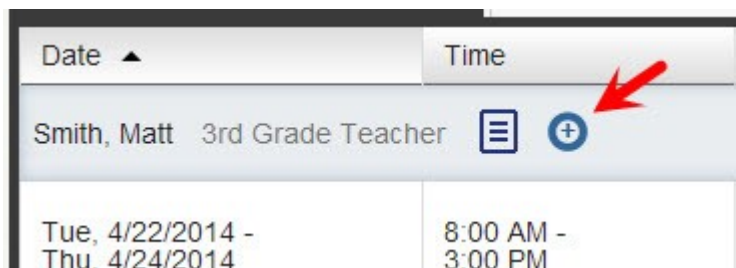 Date Time
Smith, Matt 3rd Grade Teacher
Tue, 4/22/2014 - 8:00 AM -
Thu, 4/24/2014 3:00 PM